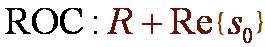 ROC : R + Re{s₀}